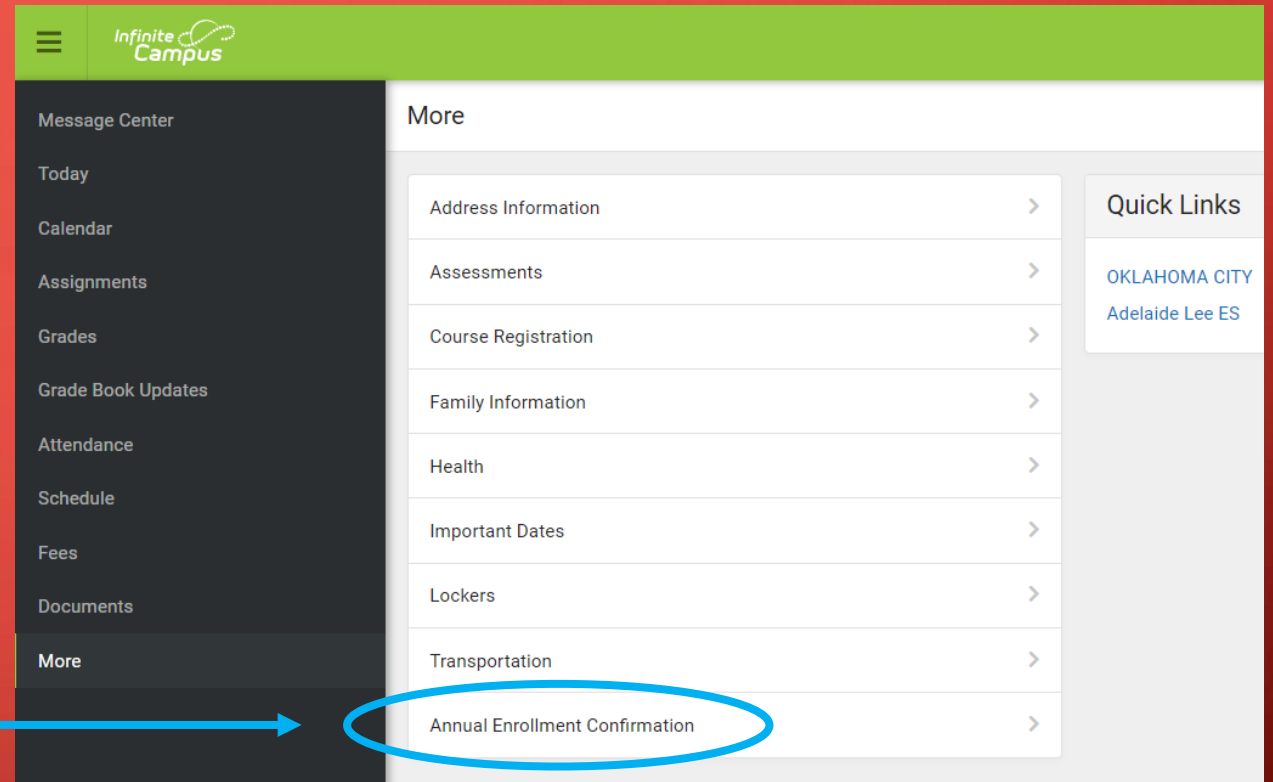 Infinite
Campus
Message Center
Today
Calendar
Assignments
Grades
Grade Book Updates
Attendance
Schedule
Fees
Documents
More
More
Address Information
Assessments
Course Registration
Family Information
Health
Important Dates
Lockers
Transportation
Annual Enrollment Confirmation
Quick Links
OKLAHOMA CITY
Adelaide Lee ES